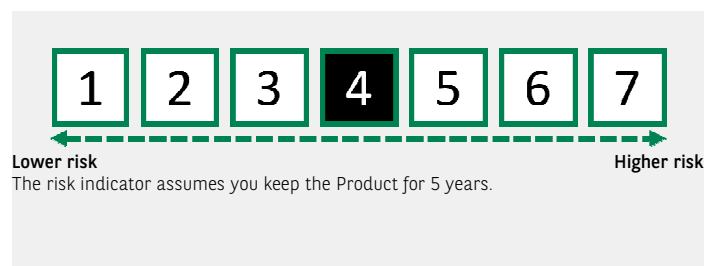 1 2 3 4 5 6 7
Lower risk Higher risk
The risk indicator assumes you keep the Product for 5 years.